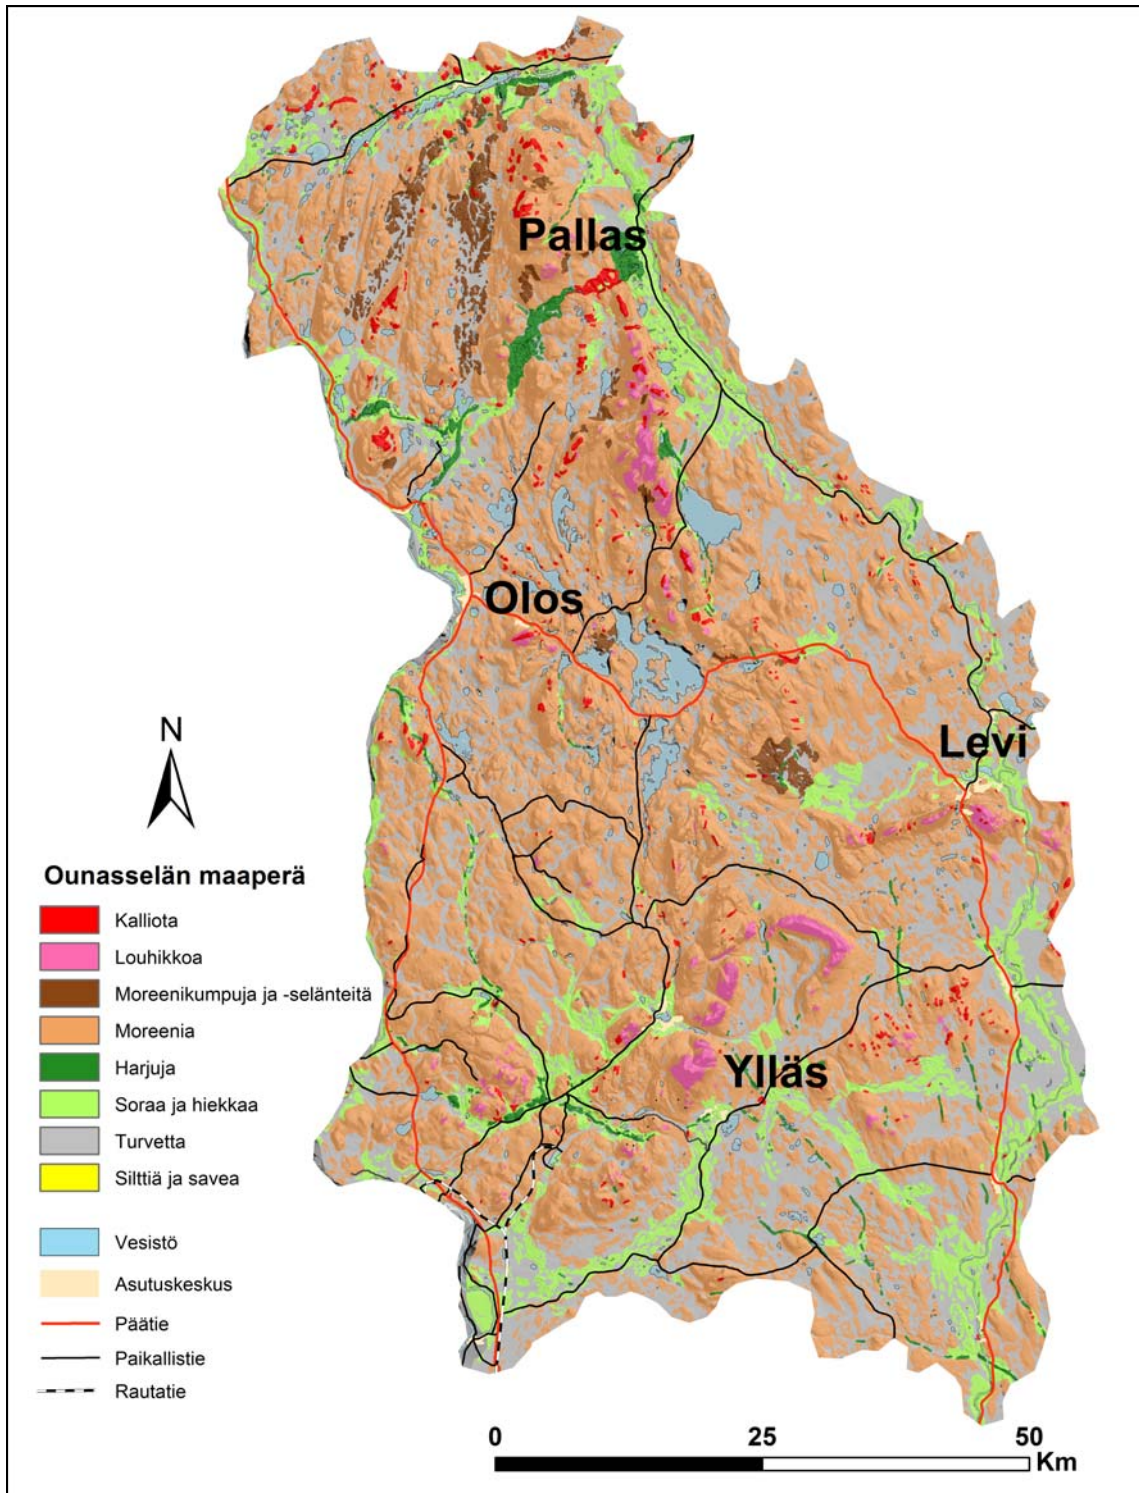 Pallas
Olos
Levi
Ylläs
N
Ounasselän maaperä
Kalliota
Louhikkoa
Moreenikumpuja ja -selänteitä
Moreenia
Harjuja
Soraa ja hiekkaa
Turvetta
Silttiä ja savea
Vesistö
Asutuskeskus
Päätie
Paikallistie
Rautatie
0 25 50
Km